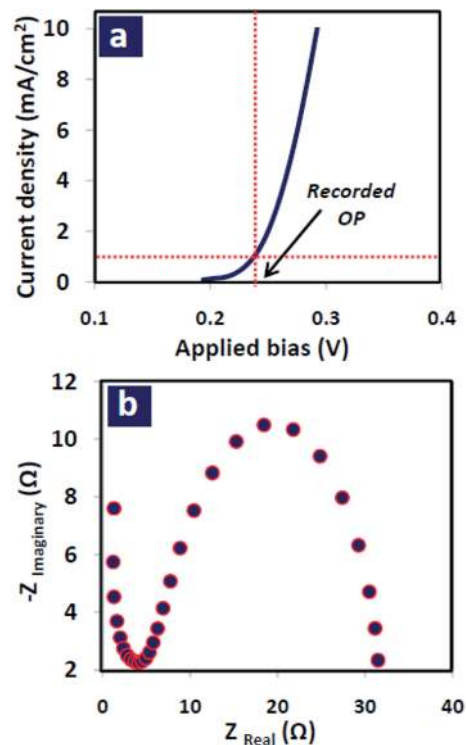 a
Current density (mA/cm²)
10
8
6
4
2
0
Recorded
OP
0.1 0.2 0.3 0.4
Applied bias (V)
b
-Z Imaginary (Ω)
12
10
8
6
4
2
0 10 20 30 40
Z Real (Ω)